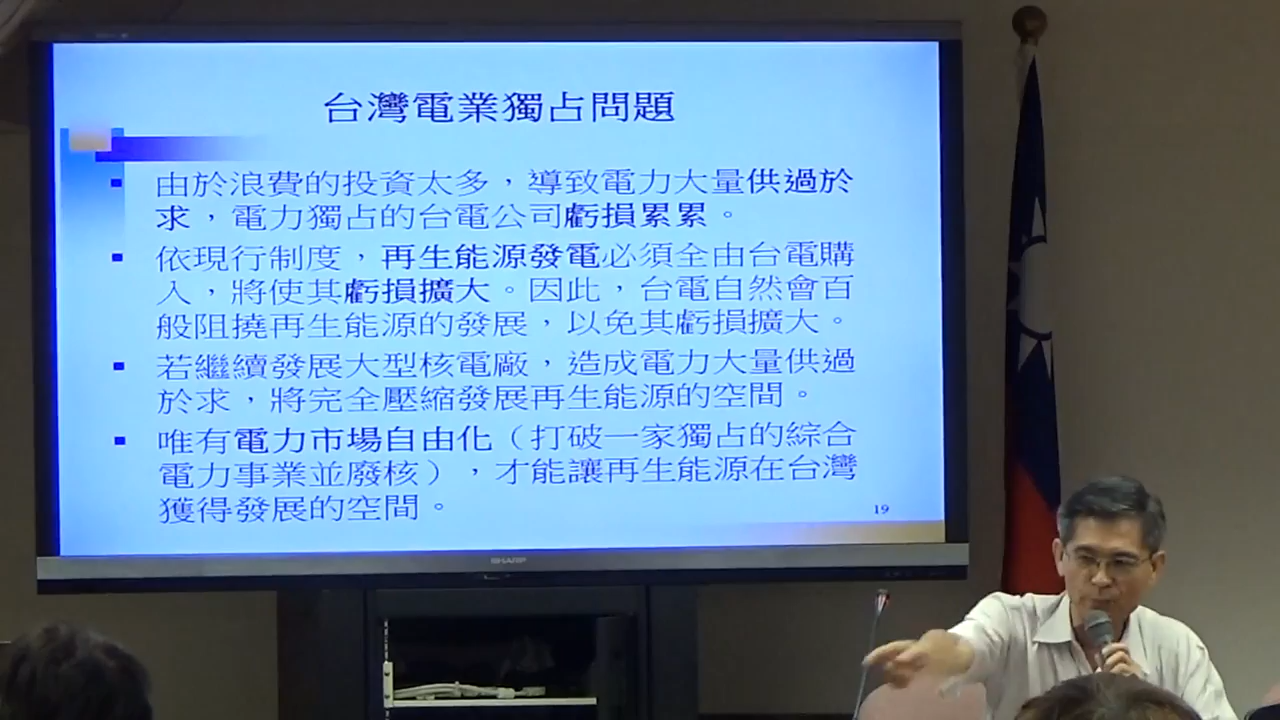 台灣電業獨占問題
由於浪費的投資太多，導致電力大量供過於
求，電力獨占的台電公司虧損累累。
依現行制度，再生能源發電必須全由台電購
入，將使其虧損擴大。因此，台電自然會百
般阻撓再生能源的發展，以免其虧損擴大。
若繼續發展大型核電廠，造成電力大量供過
於求，將完全壓縮發展再生能源的空間。
唯有電力市場自由化（打破一家獨占的綜合
電力事業並廢核），才能讓再生能源在台灣
獲得發展的空間。
19
SHARP